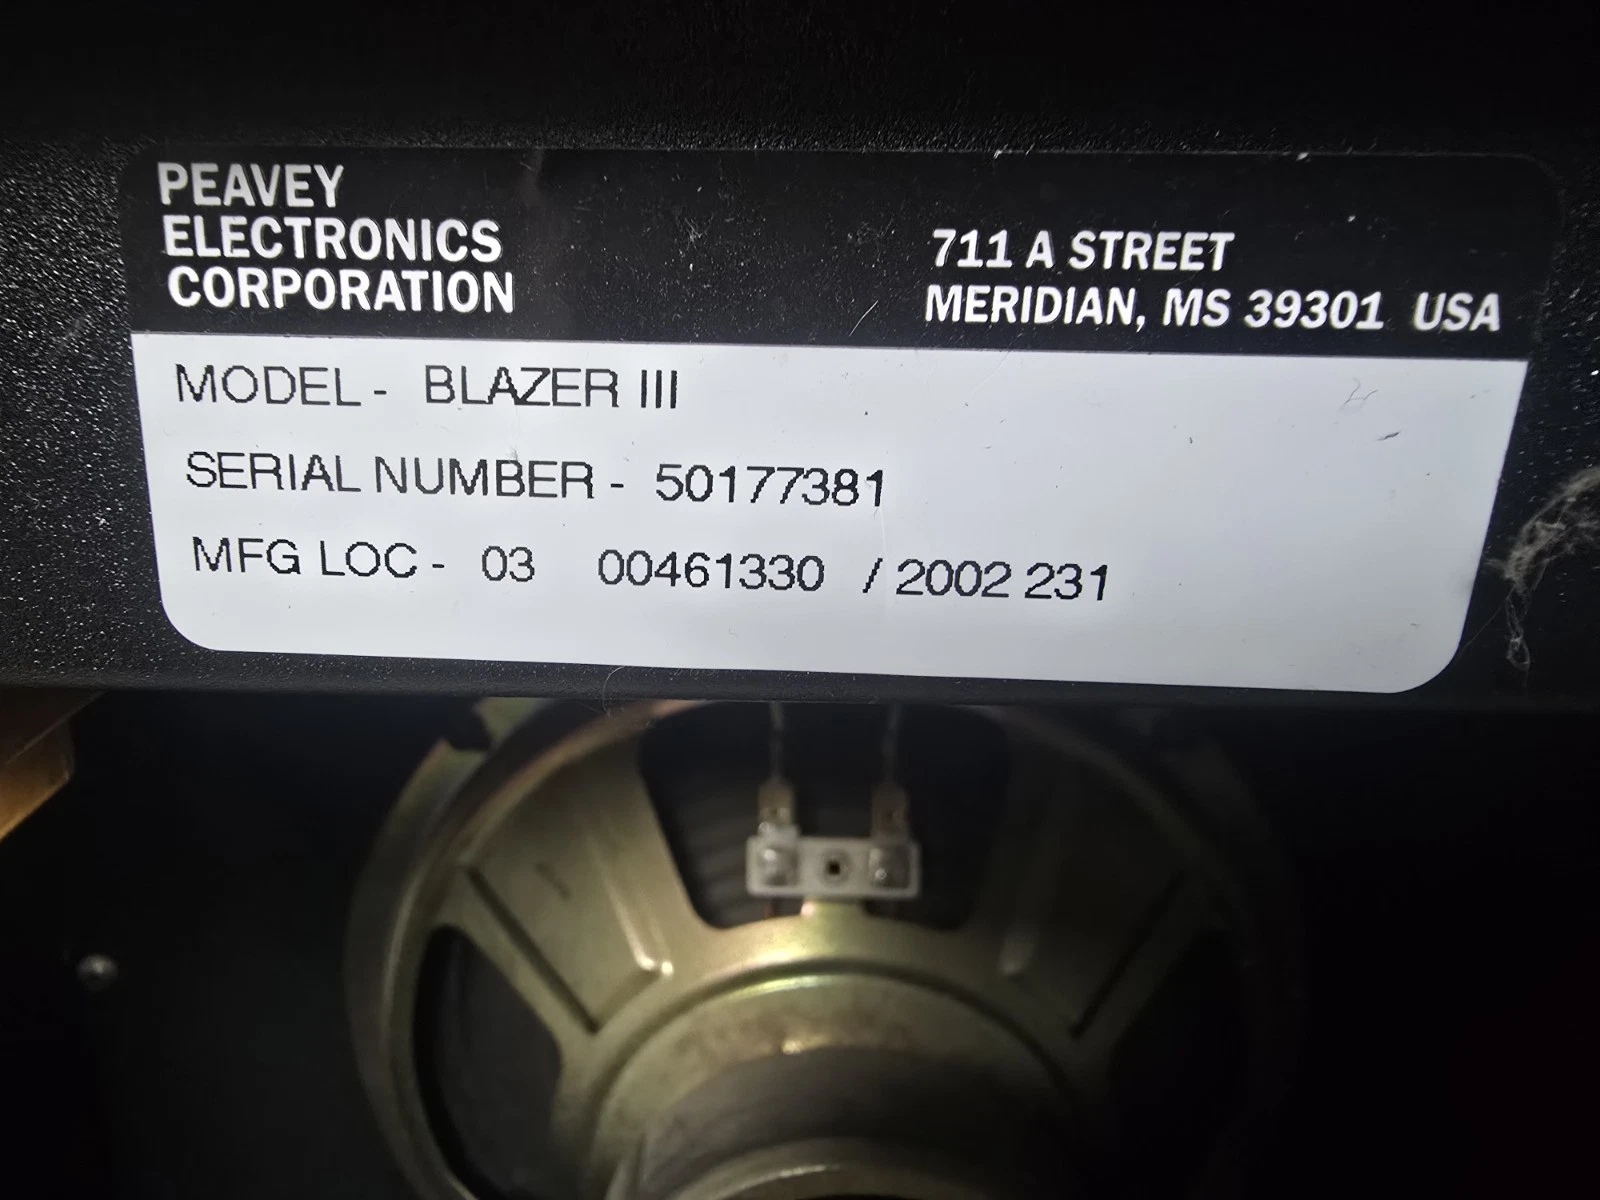 PEAVEY
ELECTRONICS
CORPORATION
711 A STREET
MERIDIAN, MS 39301 USA
MODEL - BLAZER III
SERIAL NUMBER - 50177381
MFG LOC - 03 00461330 / 2002 231